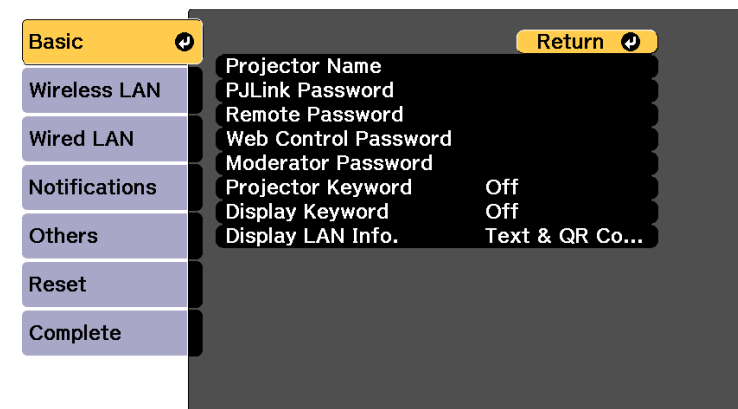 Basic
Wireless LAN
Wired LAN
Notifications
Others
Reset
Complete
Return
Projector Name
PJLink Password
Remote Password
Web Control Password
Moderator Password
Projector Keyword Off
Display Keyword Off
Display LAN Info. Text & QR Co...